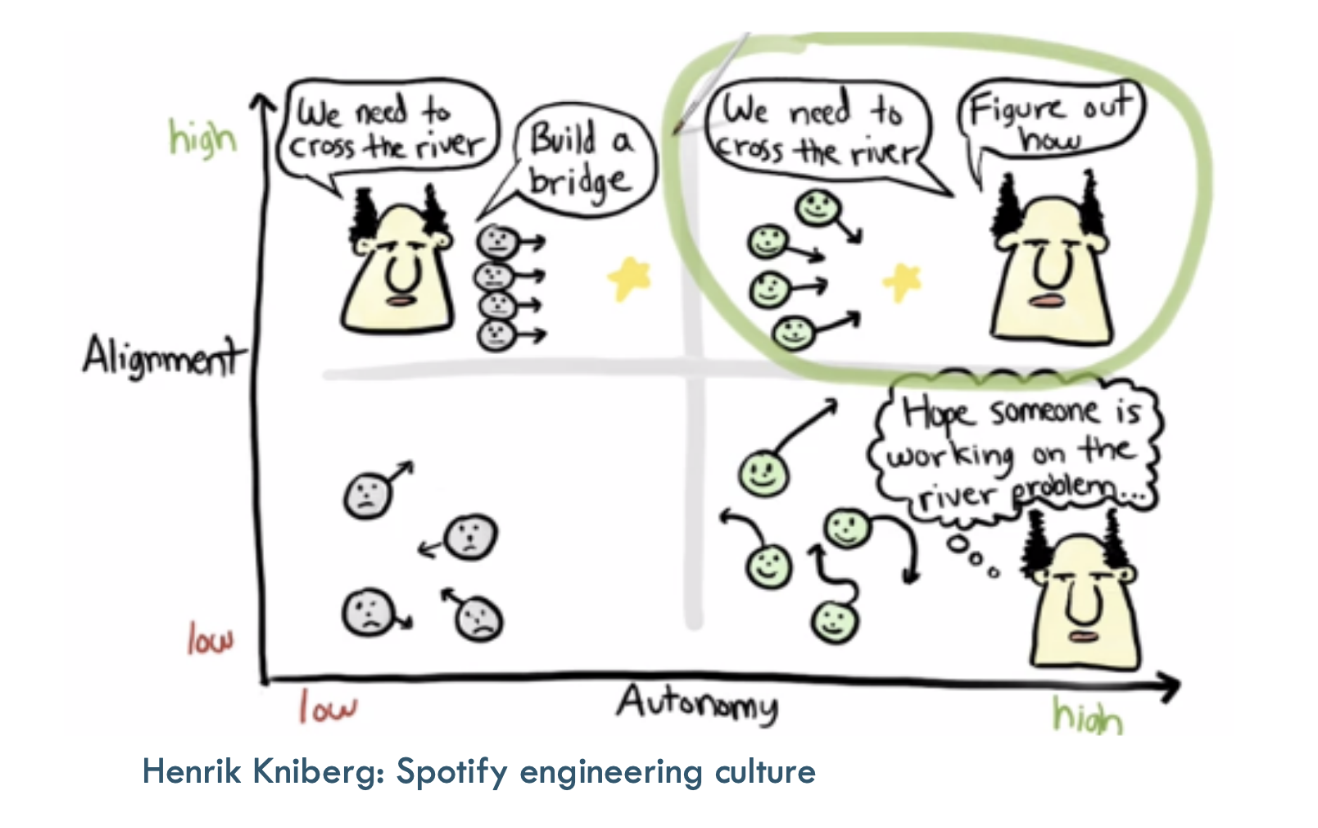 We need to
cross the river
Build a
bridge
We need to
cross the river
Figure out
how
high
Alignment
Hope someone is
working on the
river problem...
low
low
Autonomy
high
Henrik Kniberg: Spotify engineering culture